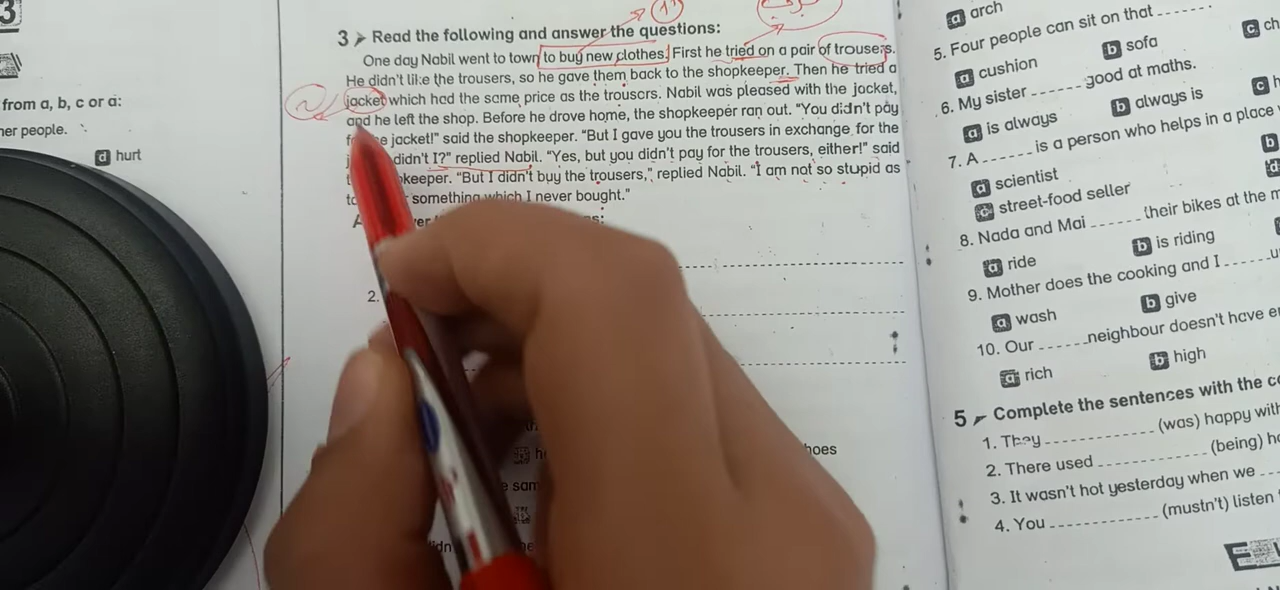 3
from a, b, c or d:
her people.
d hurt
3 Read the following and answer the questions:
One day Nabil went to town to buy new clothes. First he tried on a pair of trousers.
He didn't like the trousers, so he gave them back to the shopkeeper. Then he tried a
jacket which had the same price as the trousers. Nabil was pleased with the jacket,
and he left the shop. Before he drove home, the shopkeeper ran out. "You didn't pay
jacket!" said the shopkeeper. "But I gave you the trousers in exchange for the
didn't I?" replied Nabil. "Yes, but you didn't pay for the trousers, either!" said
"But I didn't buy the trousers,", replied Nabil. "I am not so stupid as
something which I never bought."
2.
a arch
5. Four people can sit on that
a cushion
b sofa
6. My sister good at maths.
a is always
b always is
7. A is a person who helps in a place
a scientist
c street-food seller
b
d
8. Nada and Mai their bikes at the
a ride
b is riding
9. Mother does the cooking and I
a wash
b give
10. Our neighbour doesn't have
a rich
b high
5 Complete the sentences with the
1. They (was) happy with
2. There used (being)
3. It wasn't hot yesterday when we
4. You (mustn't) listen